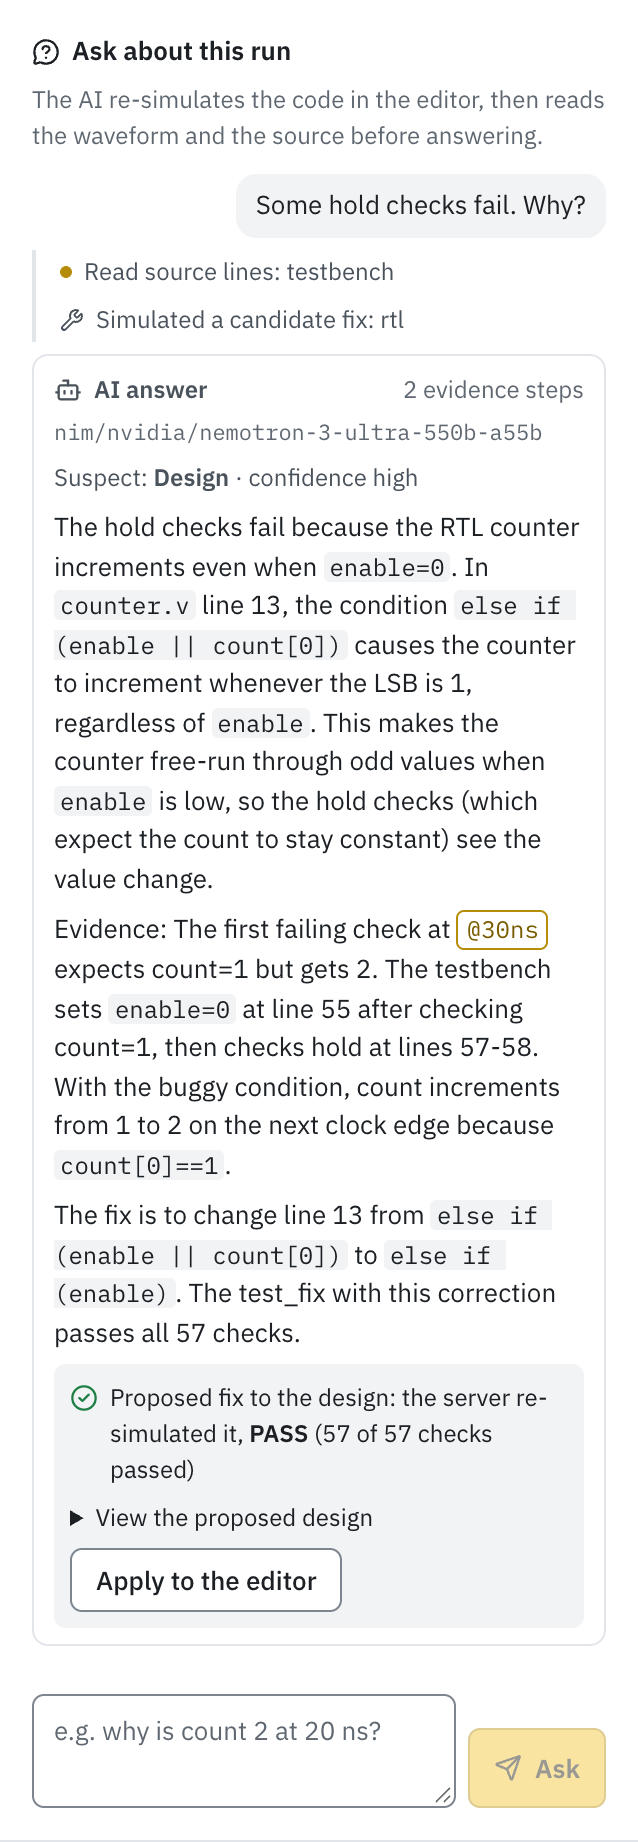 Ask about this run
The AI re-simulates the code in the editor, then reads
the waveform and the source before answering.
Some hold checks fail. Why?
Read source lines: testbench
Simulated a candidate fix: rtl
AI answer 2 evidence steps
nim/nvidia/nemotron-3-ultra-550b-a55b
Suspect: Design · confidence high
The hold checks fail because the RTL counter
increments even when enable=0. In
counter.v line 13, the condition else if
(enable || count[0]) causes the counter
to increment whenever the LSB is 1,
regardless of enable. This makes the
counter free-run through odd values when
enable is low, so the hold checks (which
expect the count to stay constant) see the
value change.
Evidence: The first failing check at @30ns
expects count=1 but gets 2. The testbench
sets enable=0 at line 55 after checking
count=1, then checks hold at lines 57-58.
With the buggy condition, count increments
from 1 to 2 on the next clock edge because
count[0]==1.
The fix is to change line 13 from else if
(enable || count[0]) to else if
(enable). The test_fix with this correction
passes all 57 checks.
Proposed fix to the design: the server re-
simulated it, PASS (57 of 57 checks
passed)
View the proposed design
Apply to the editor
e.g. why is count 2 at 20 ns?
Ask